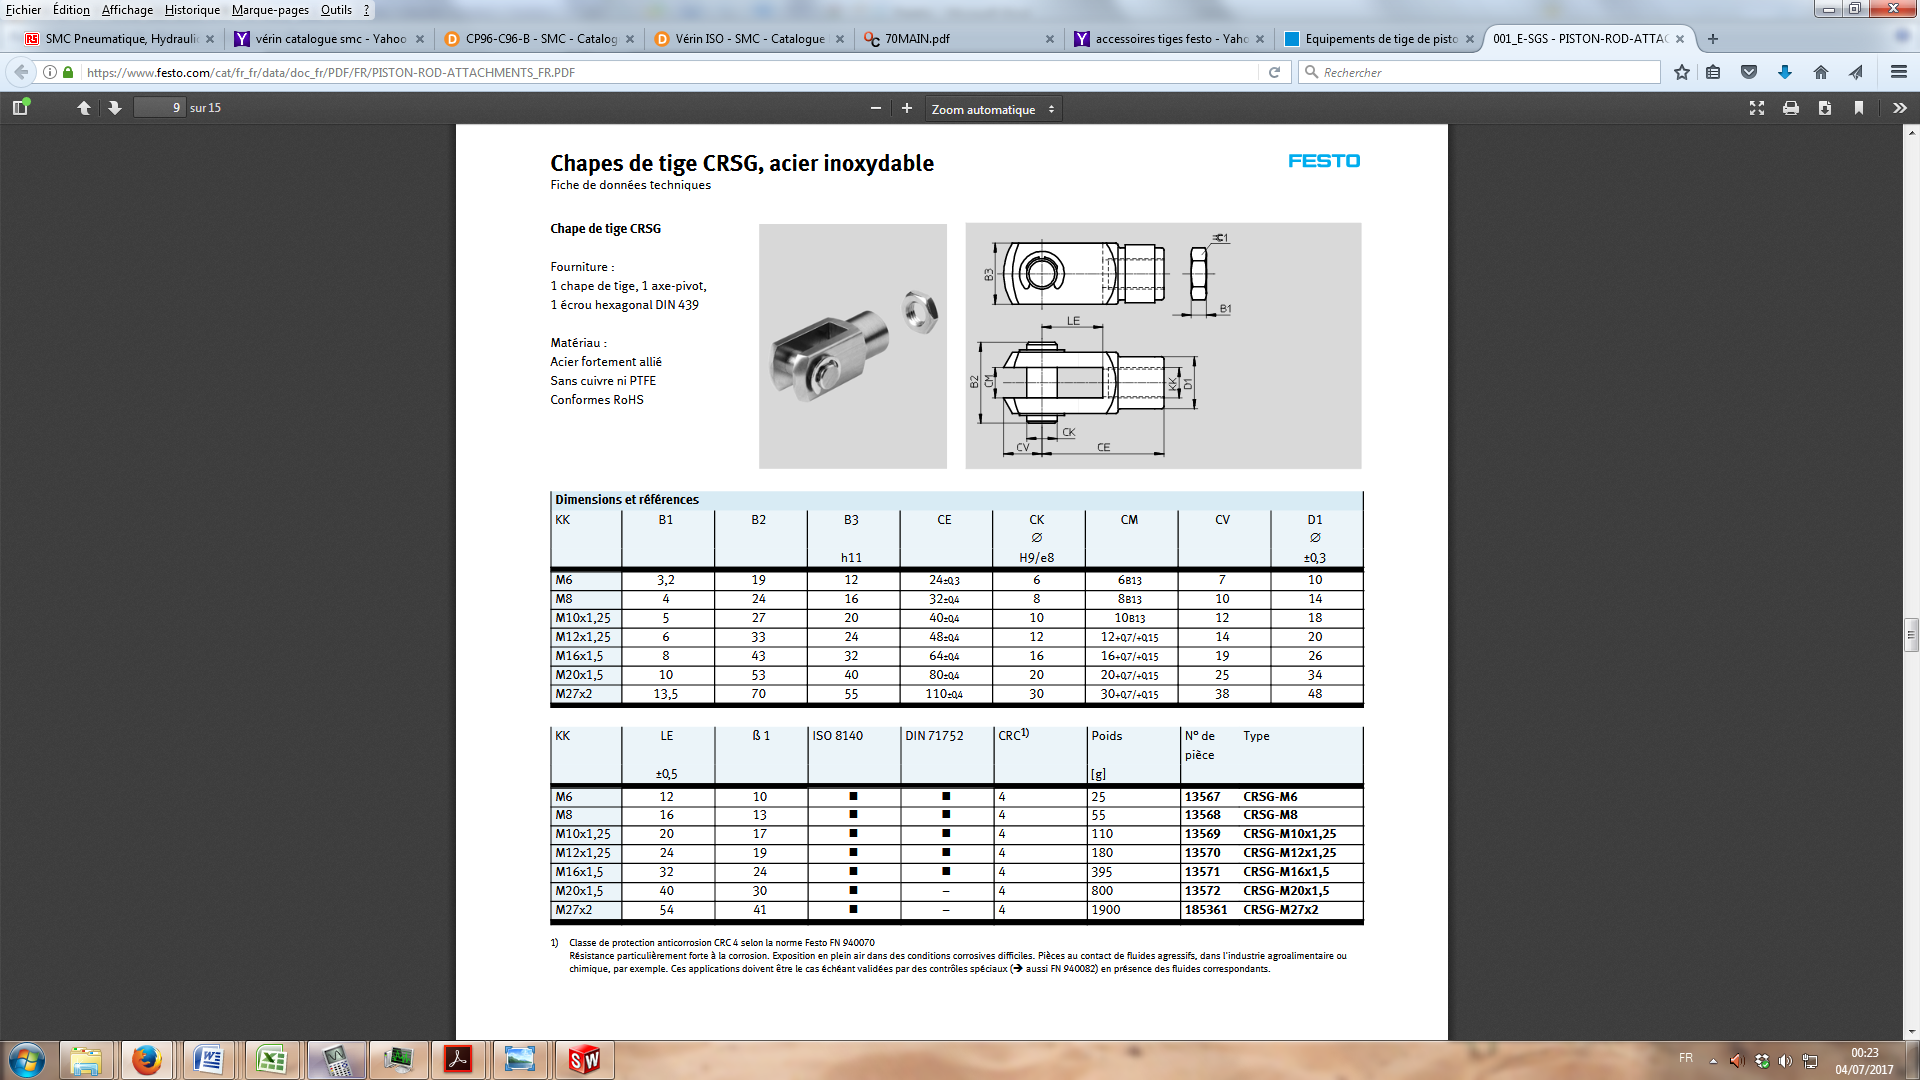 Fichier Édition Affichage Historique Marque-pages Outils ?
SMC Pneumatique, Hydrauli
vérin catalogue smc - Yahoo
CP96-C96-B - SMC - Catalog
Vérin ISO - SMC - Catalogue
70MAIN.pdf
accessoires tiges festo - Yaho
Equipements de tige de pisto
001_E-SGS - PISTON-ROD-ATTAC
https://www.festo.com/cat/fr_fr/data/doc_fr/PDF/FR/PISTON-ROD-ATTACHMENTS_FR.PDF
Rechercher
9 sur 15
Zoom automatique
Chapes de tige CRSG, acier inoxydable
FESTO
Fiche de données techniques
Chape de tige CRSG
Fourniture :
1 chape de tige, 1 axe-pivot,
1 écrou hexagonal DIN 439
Matériau :
Acier fortement allié
Sans cuivre ni PTFE
Conformes RoHS
B3
B1
LE
B2
CM
KK
D1
CK
CV
CE
Dimensions et références
KK B1 B2 B3 CE CK CM CV D1
∅ ∅
h11 H9/e8 ±0,3
M6 3,2 19 12 24±0,3 6 6B13 7 10
M8 4 24 16 32±0,4 8 8B13 10 14
M10x1,25 5 27 20 40±0,4 10 10B13 12 18
M12x1,25 6 33 24 48±0,4 12 12+0,7/+0,15 14 20
M16x1,5 8 43 32 64±0,4 16 16+0,7/+0,15 19 26
M20x1,5 10 53 40 80±0,4 20 20+0,7/+0,15 25 34
M27x2 13,5 70 55 110±0,4 30 30+0,7/+0,15 38 48
KK LE ß 1 ISO 8140 DIN 71752 CRC1) Poids Nº de Type
pièce
±0,5 [g]
M6 12 10 ■ ■ 4 25 13567 CRSG-M6
M8 16 13 ■ ■ 4 55 13568 CRSG-M8
M10x1,25 20 17 ■ ■ 4 110 13569 CRSG-M10x1,25
M12x1,25 24 19 ■ ■ 4 180 13570 CRSG-M12x1,25
M16x1,5 32 24 ■ ■ 4 395 13571 CRSG-M16x1,5
M20x1,5 40 30 ■ – 4 800 13572 CRSG-M20x1,5
M27x2 54 41 ■ – 4 1900 185361 CRSG-M27x2
1) Classe de protection anticorrosion CRC 4 selon la norme Festo FN 940070
Résistance particulièrement forte à la corrosion. Exposition en plein air dans des conditions corrosives difficiles. Pièces au contact de fluides agressifs, dans l'industrie agroalimentaire ou
chimique, par exemple. Ces applications doivent être le cas échéant validées par des contrôles spéciaux (➔ aussi FN 940082) en présence des fluides correspondants.
FR
00:23
04/07/2017